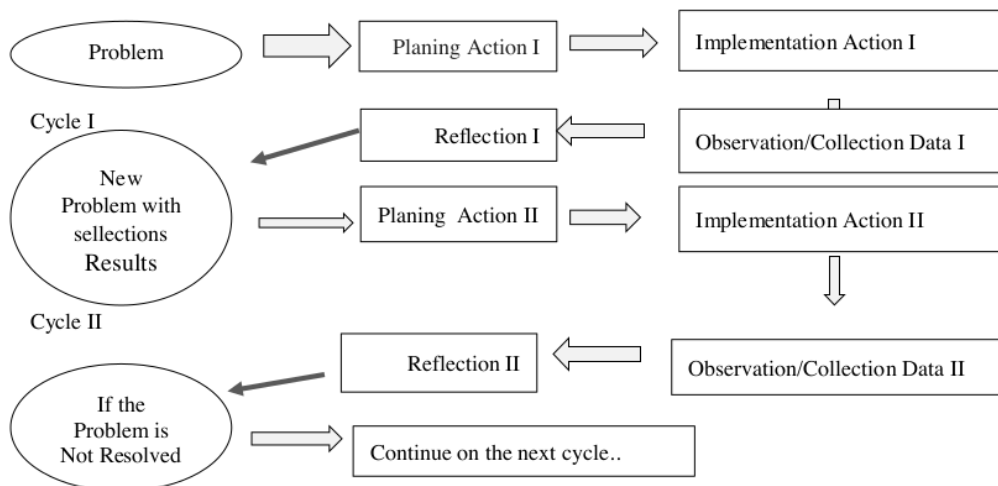 Problem
Planing Action I
Implementation Action I
Cycle I
Reflection I
Observation/Collection Data I
New
Problem with
sellections
Results
Planing Action II
Implementation Action II
Cycle II
Reflection II
Observation/Collection Data II
If the
Problem is
Not Resolved
Continue on the next cycle..